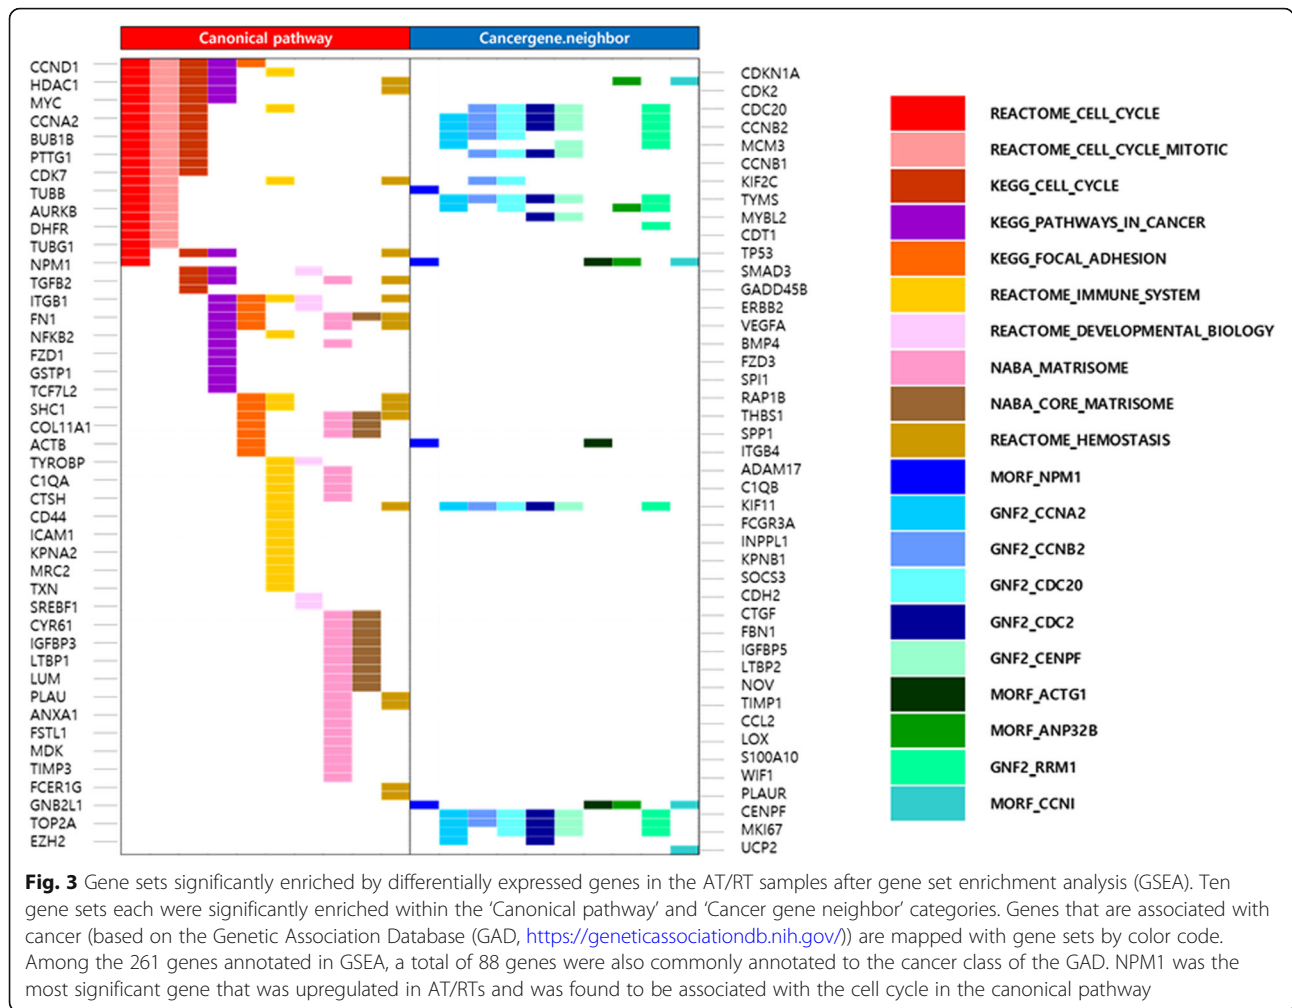 Canonical pathway
Cancergene.neighbor
CCND1
HDAC1
MYC
CCNA2
BUB1B
PTTG1
CDK7
TUBB
AURKB
DHFR
TUBG1
NPM1
TGFB2
ITGB1
FN1
NFKB2
FZD1
GSTP1
TCF7L2
SHC1
COL11A1
ACTB
TYROBP
C1QA
CTSH
CD44
ICAM1
KPNA2
MRC2
TXN
SREBF1
CYR61
IGFBP3
LTBP1
LUM
PLAU
ANXA1
FSTL1
MDK
TIMP3
FCER1G
GNB2L1
TOP2A
EZH2
CDKN1A
CDK2
CDC20
CCNB2
MCM3
CCNB1
KIF2C
TYMS
MYBL2
CDT1
TP53
SMAD3
GADD45B
ERBB2
VEGFA
BMP4
FZD3
SPI1
RAP1B
THBS1
SPP1
ITGB4
ADAM17
C1QB
KIF11
FCGR3A
INPPL1
KPNB1
SOCS3
CDH2
CTGF
FBN1
IGFBP5
LTBP2
NOV
TIMP1
CCL2
LOX
S100A10
WIF1
PLAUR
CENPF
MKI67
UCP2
REACTOME_CELL_CYCLE
REACTOME_CELL_CYCLE_MITOTIC
KEGG_CELL_CYCLE
KEGG_PATHWAYS_IN_CANCER
KEGG_FOCAL_ADHESION
REACTOME_IMMUNE_SYSTEM
REACTOME_DEVELOPMENTAL_BIOLOGY
NABA_MATRISOME
NABA_CORE_MATRISOME
REACTOME_HEMOSTASIS
MORF_NPM1
GNF2_CCNA2
GNF2_CCNB2
GNF2_CDC20
GNF2_CDC2
GNF2_CENPF
MORF_ACTG1
MORF_ANP32B
GNF2_RRM1
MORF_CCNI
Fig. 3 Gene sets significantly enriched by differentially expressed genes in the AT/RT samples after gene set enrichment analysis (GSEA). Ten
gene sets each were significantly enriched within the ‘Canonical pathway’ and ‘Cancer gene neighbor’ categories. Genes that are associated with
cancer (based on the Genetic Association Database (GAD, https://geneticassociationdb.nih.gov/)) are mapped with gene sets by color code.
Among the 261 genes annotated in GSEA, a total of 88 genes were also commonly annotated to the cancer class of the GAD. NPM1 was the
most significant gene that was upregulated in AT/RTs and was found to be associated with the cell cycle in the canonical pathway